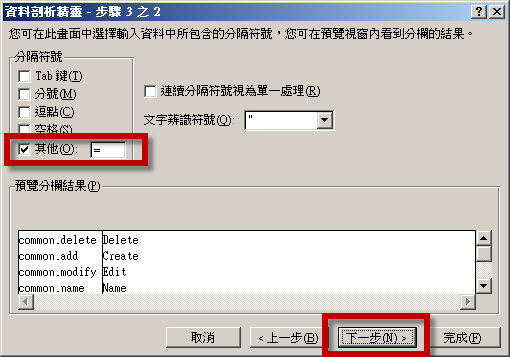 資料剖析精靈 - 步驟 3 之 2
您可在此畫面中選擇輸入資料中所包含的分隔符號，您可在預覽視窗內看到分欄的結果。
分隔符號
Tab 鍵(T)
分號(M)
逗點(C)
空格(S)
其他(O): =
連續分隔符號視為單一處理(R)
文字辨識符號(Q): "
預覽分欄結果(P)
common.delete Delete
common.add Create
common.modify Edit
common.name Name
取消 < 上一步(B) 下一步(N) > 完成(F)